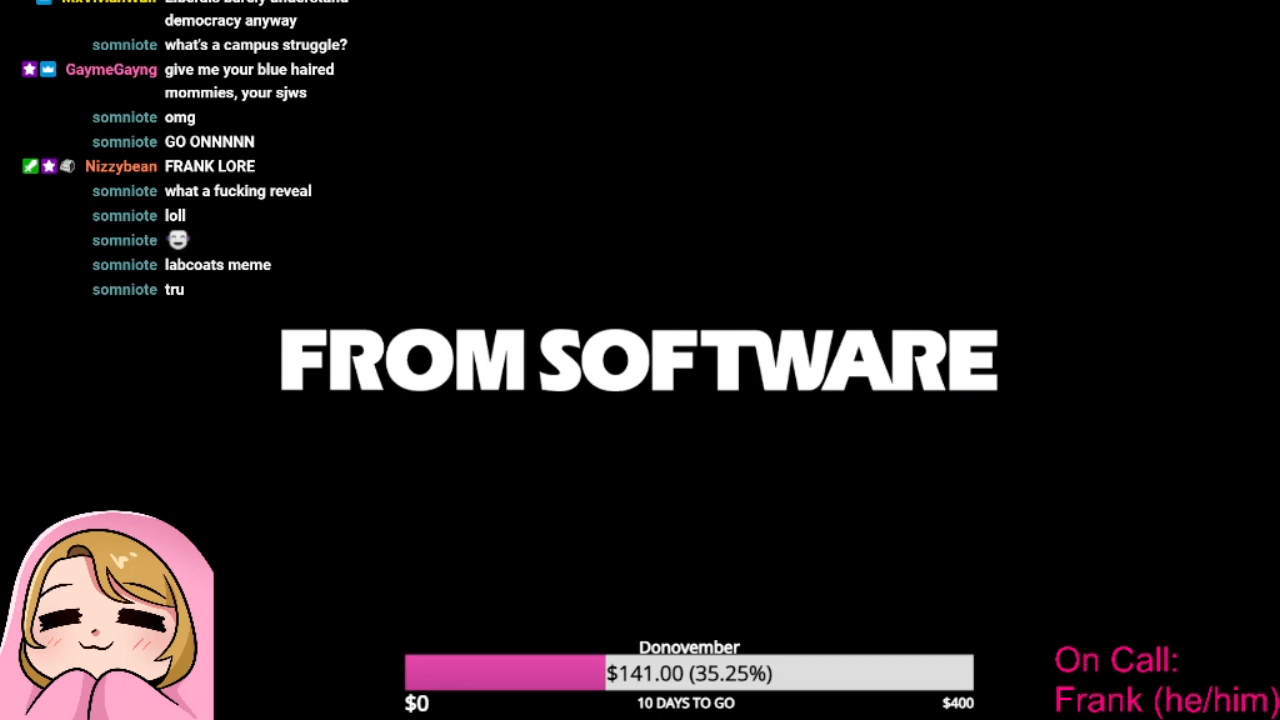 democracy anyway
somniote what's a campus struggle?
GaymeGayng give me your blue haired
mommies, your sjws
somniote omg
somniote GO ONNNNN
Nizzybean FRANK LORE
somniote what a fucking reveal
somniote loll
somniote
somniote labcoats meme
somniote tru
FROM SOFTWARE
Donovember
$141.00 (35.25%)
$0 10 DAYS TO GO $400
On Call:
Frank (he/him)